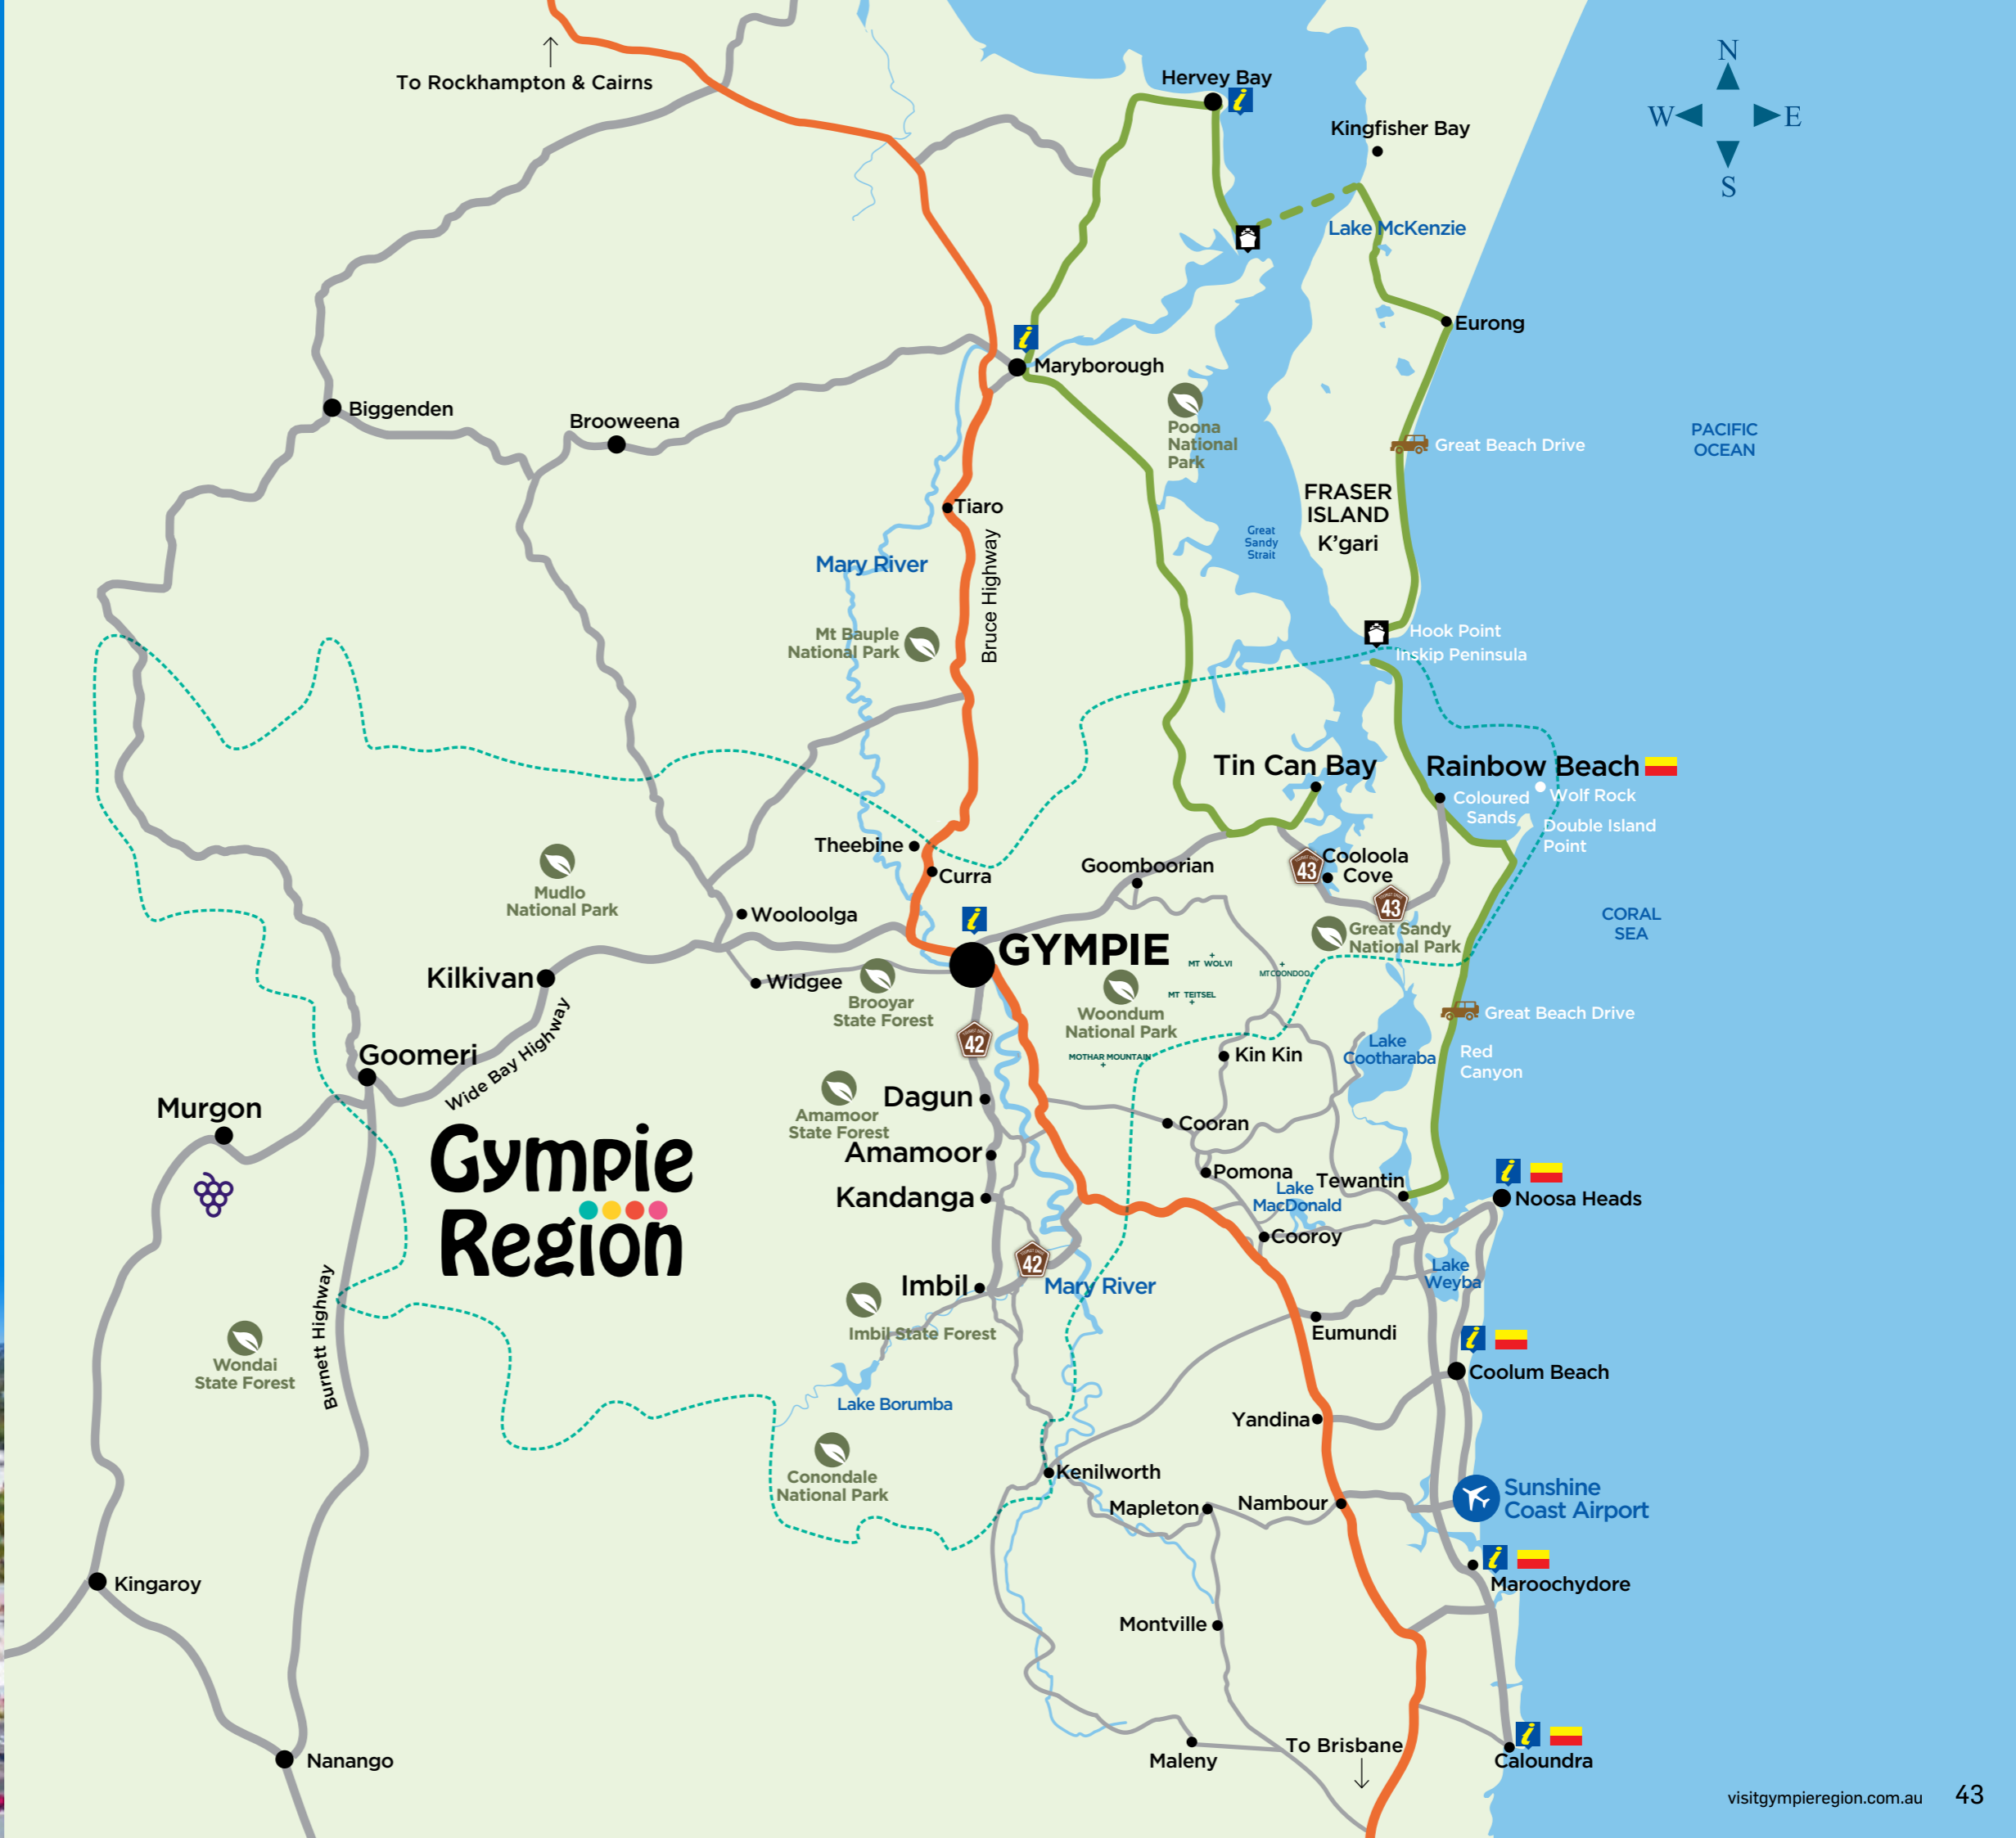 N
W
E
S
To Rockhampton & Cairns
Hervey Bay
i
Kingfisher Bay
Lake McKenzie
Eurong
i
Maryborough
Biggenden
Brooweena
Poona
National
Park
Great Beach Drive
PACIFIC
OCEAN
FRASER
ISLAND
K'gari
Tiaro
Great
Sandy
Strait
Mary River
Bruce Highway
Mt Bauple
National Park
Hook Point
Inskip Peninsula
Tin Can Bay
Rainbow Beach
Coloured
Sands
Wolf Rock
Double Island
Point
Theebine
Curra
Goomboorian
43
Cooloola
Cove
43
Mudlo
National Park
Wooloolga
i
GYMPIE
Great Sandy
National Park
CORAL
SEA
Kilkivan
Widgee
Brooyar
State Forest
MT WOLVI
MT COONDOO
MT TEITSEL
Woondum
National Park
MOTHAR MOUNTAIN
Great Beach Drive
42
Goomeri
Wide Bay Highway
Kin Kin
Lake
Cootharaba
Red
Canyon
Murgon
Dagun
Amamoor
State Forest
Cooran
Gympie
Region
Amamoor
Kandanga
Pomona
Tewantin
Lake
MacDonald
i
Noosa Heads
Cooroy
42
Imbil
Mary River
Lake
Weyba
Imbil State Forest
Eumundi
i
Coolum Beach
Wondai
State Forest
Burnett Highway
Lake Borumba
Yandina
Conondale
National Park
Kenilworth
Mapleton
Nambour
Sunshine
Coast Airport
i
Maroochydore
Kingaroy
Montville
Nanango
Maleny
To Brisbane
i
Caloundra
visitgympieregion.com.au 43